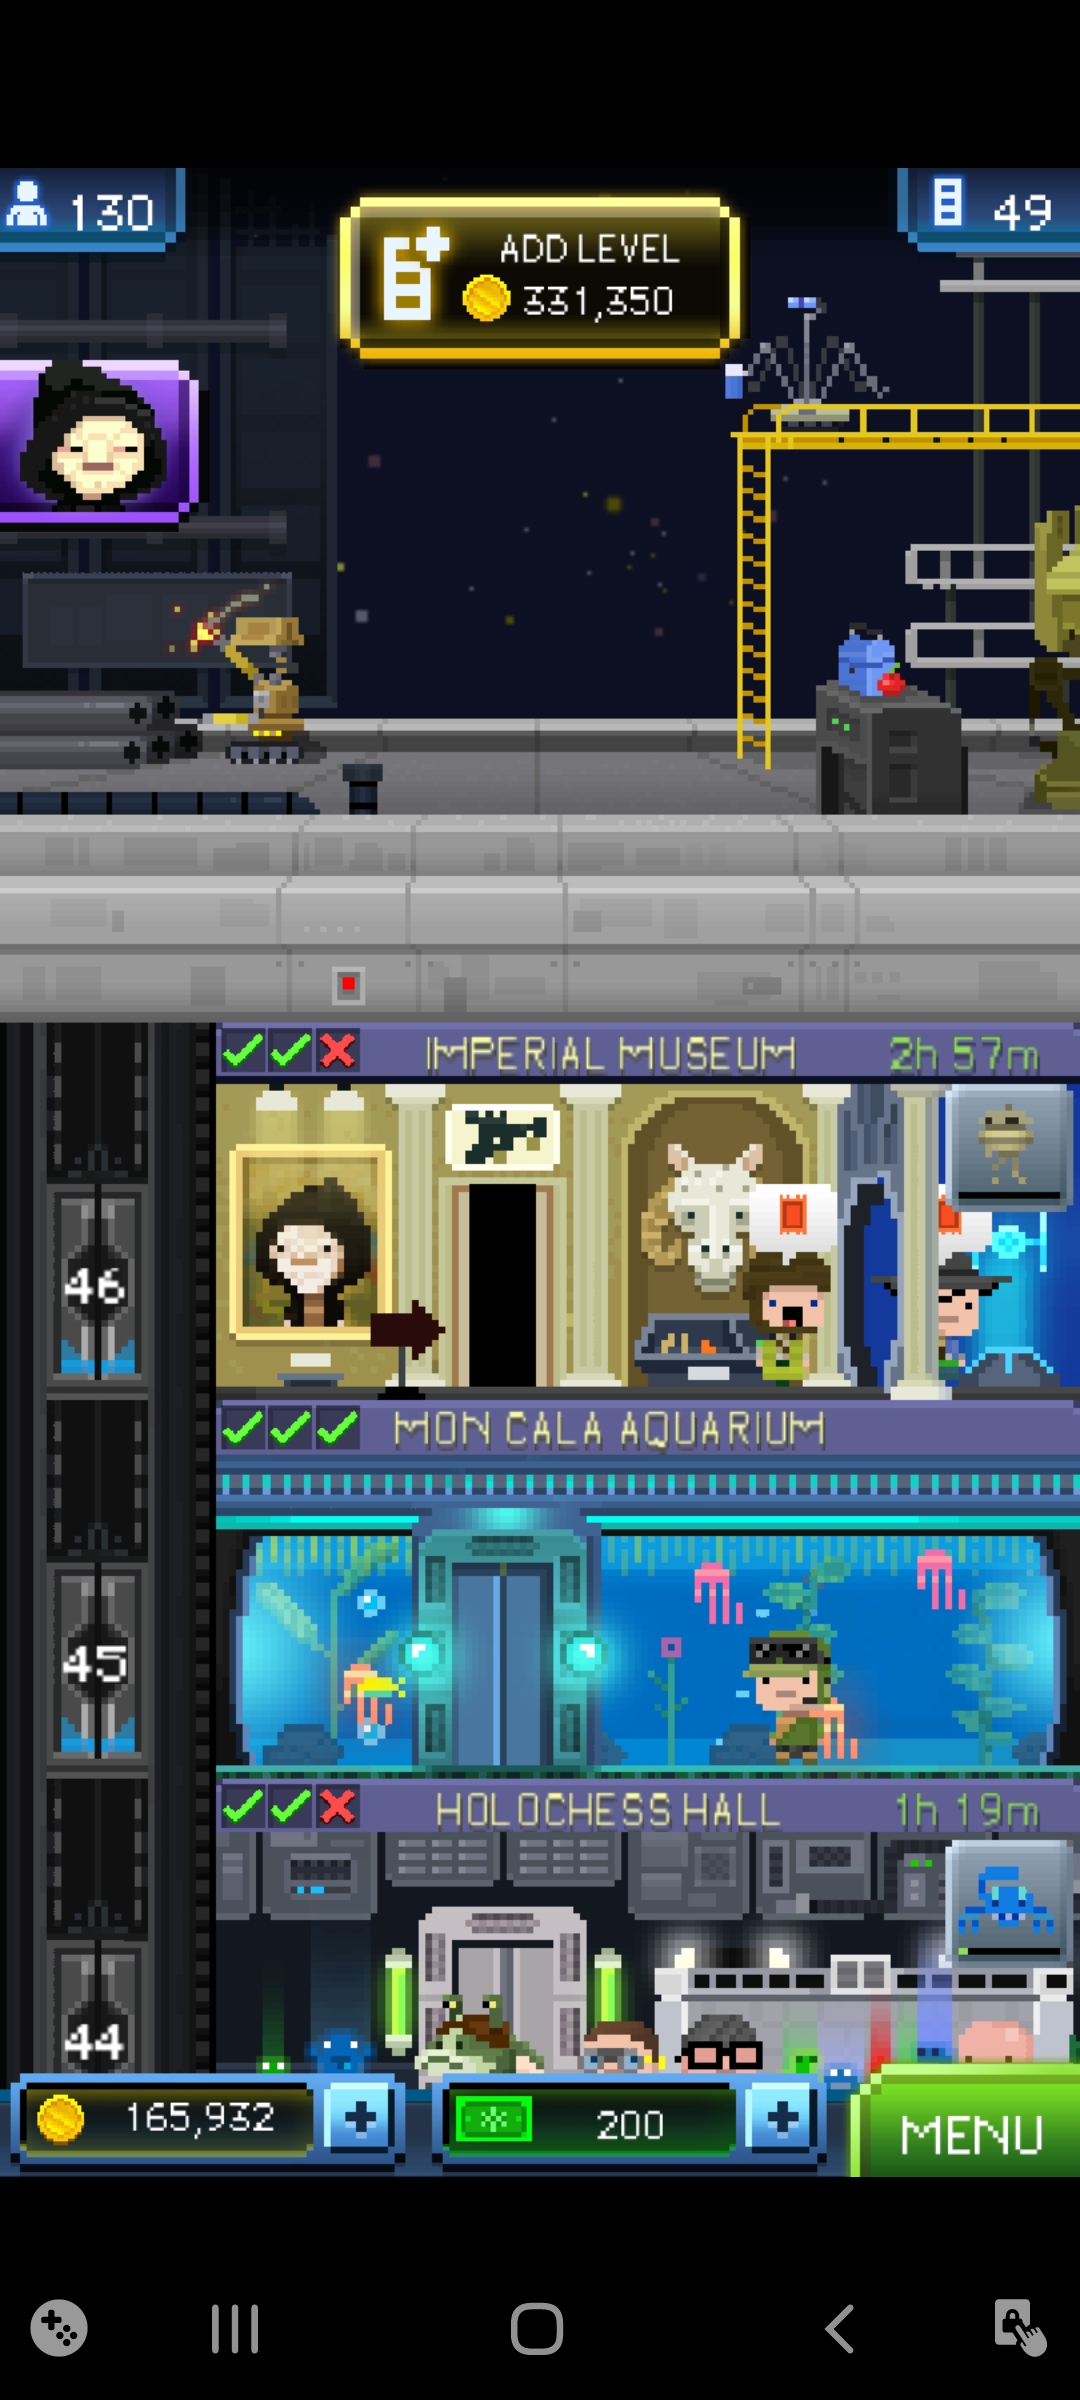 130
ADD LEVEL
331,350
49
IMPERIAL MUSEUM 2h 57m
46
MON CALA AQUARIUM
45
HOLOCHESS HALL 1h 19m
44
165,932
200
MENU